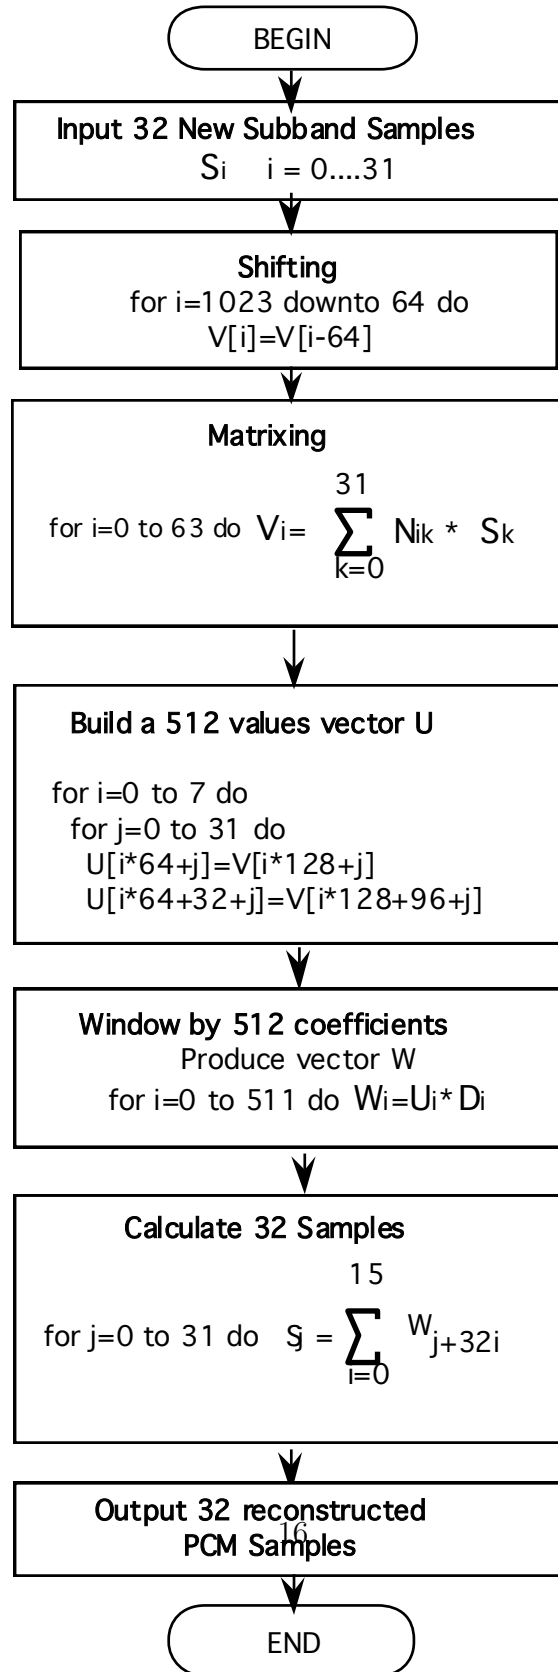 BEGIN
Input 32 New Subband Samples
Si i = 0....31
Shifting
for i=1023 downto 64 do
V[i]=V[i-64]
Matrixing
31
for i=0 to 63 do Vi= ∑ Nik * Sk
k=0
Build a 512 values vector U
for i=0 to 7 do
for j=0 to 31 do
U[i*64+j]=V[i*128+j]
U[i*64+32+j]=V[i*128+96+j]
Window by 512 coefficients
Produce vector W
for i=0 to 511 do Wi=Ui*Di
Calculate 32 Samples
15
for j=0 to 31 do Sj = ∑ Wj+32i
i=0
Output 32 reconstructed
16
PCM Samples
END